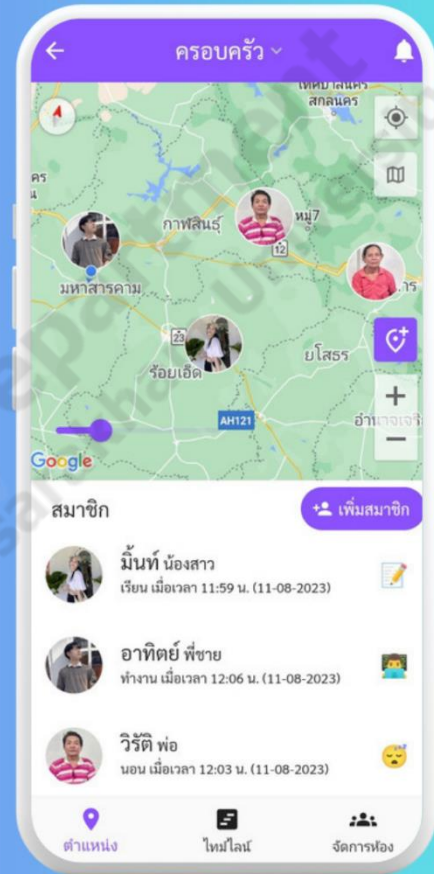 ครอบครัว
สกลนคร
กาฬสินธุ์
หมู่7
12
มหาสารคาม
23
ร้อยเอ็ด
ยโสธร
AH121
Google
สมาชิก
เพิ่มสมาชิก
มิ้นท์ น้องสาว
เรียน เมื่อเวลา 11:59 น. (11-08-2023)
อาทิตย์ พี่ชาย
ทำงาน เมื่อเวลา 12:06 น. (11-08-2023)
วิรัติ พ่อ
นอน เมื่อเวลา 12:03 น. (11-08-2023)
ตำแหน่ง
ไทม์ไลน์
จัดการห้อง